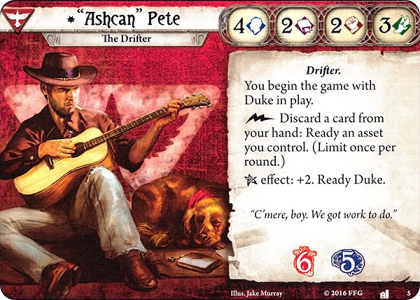 "Ashcan" Pete
The Drifter
4 2 2 3
Drifter.
You begin the game with
Duke in play.
Discard a card from
your hand: Ready an asset
you control. (Limit once per
round.)
effect: +2. Ready Duke.
"C'mere, boy. We got work to do."
6 5
Illus. Jake Murray © 2016 FFG 5